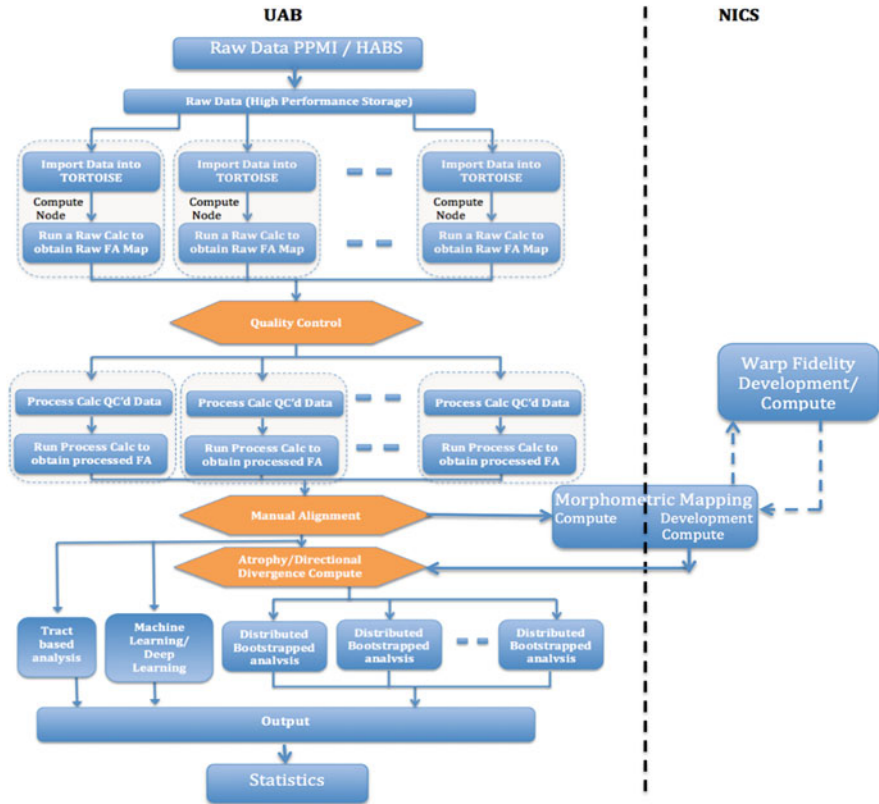 UAB
NICS
Raw Data PPMI / HABS
Raw Data (High Performance Storage)
Import Data into
TORTOISE
Import Data into
TORTOISE
Import Data into
TORTOISE
Compute
Node
Compute
Node
Compute
Node
Run a Raw Calc to
obtain Raw FA Map
Run a Raw Calc to
obtain Raw FA Map
Run a Raw Calc to
obtain Raw FA Map
Quality Control
Process Calc QC'd Data
Process Calc QC'd Data
Process Calc QC'd Data
Run Process Calc to
obtain processed FA
Run Process Calc to
obtain processed FA
Run Process Calc to
obtain processed FA
Warp Fidelity
Development/
Compute
Manual Alignment
Morphometric Mapping
Compute
Development
Compute
Atrophy/Directional
Divergence Compute
Tract
based
analysis
Machine
Learning/
Deep
Learning
Distributed
Bootstrapped
analysis
Distributed
Bootstrapped
analysis
Distributed
Bootstrapped
analysis
Output
Statistics